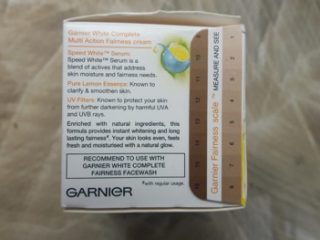 Garnier White Complete
Multi Action Fairness cream
Speed White™ Serum:
Speed White™ Serum is a
blend of actives that address
skin moisture and fairness needs.
Pure Lemon Essence: Known to
clarify & smoothen skin.
UV Filters: Known to protect your skin
from further darkening by harmful UVA
and UVB rays.
Enriched with natural ingredients, this
formula provides instant whitening and long
lasting fairness#. Your skin looks even, feels
fresh and moisturised with a natural glow.
RECOMMEND TO USE WITH
GARNIER WHITE COMPLETE
FAIRNESS FACEWASH
GARNIER
#with regular usage.
Garnier Fairness scale™ MEASURE AND SEE